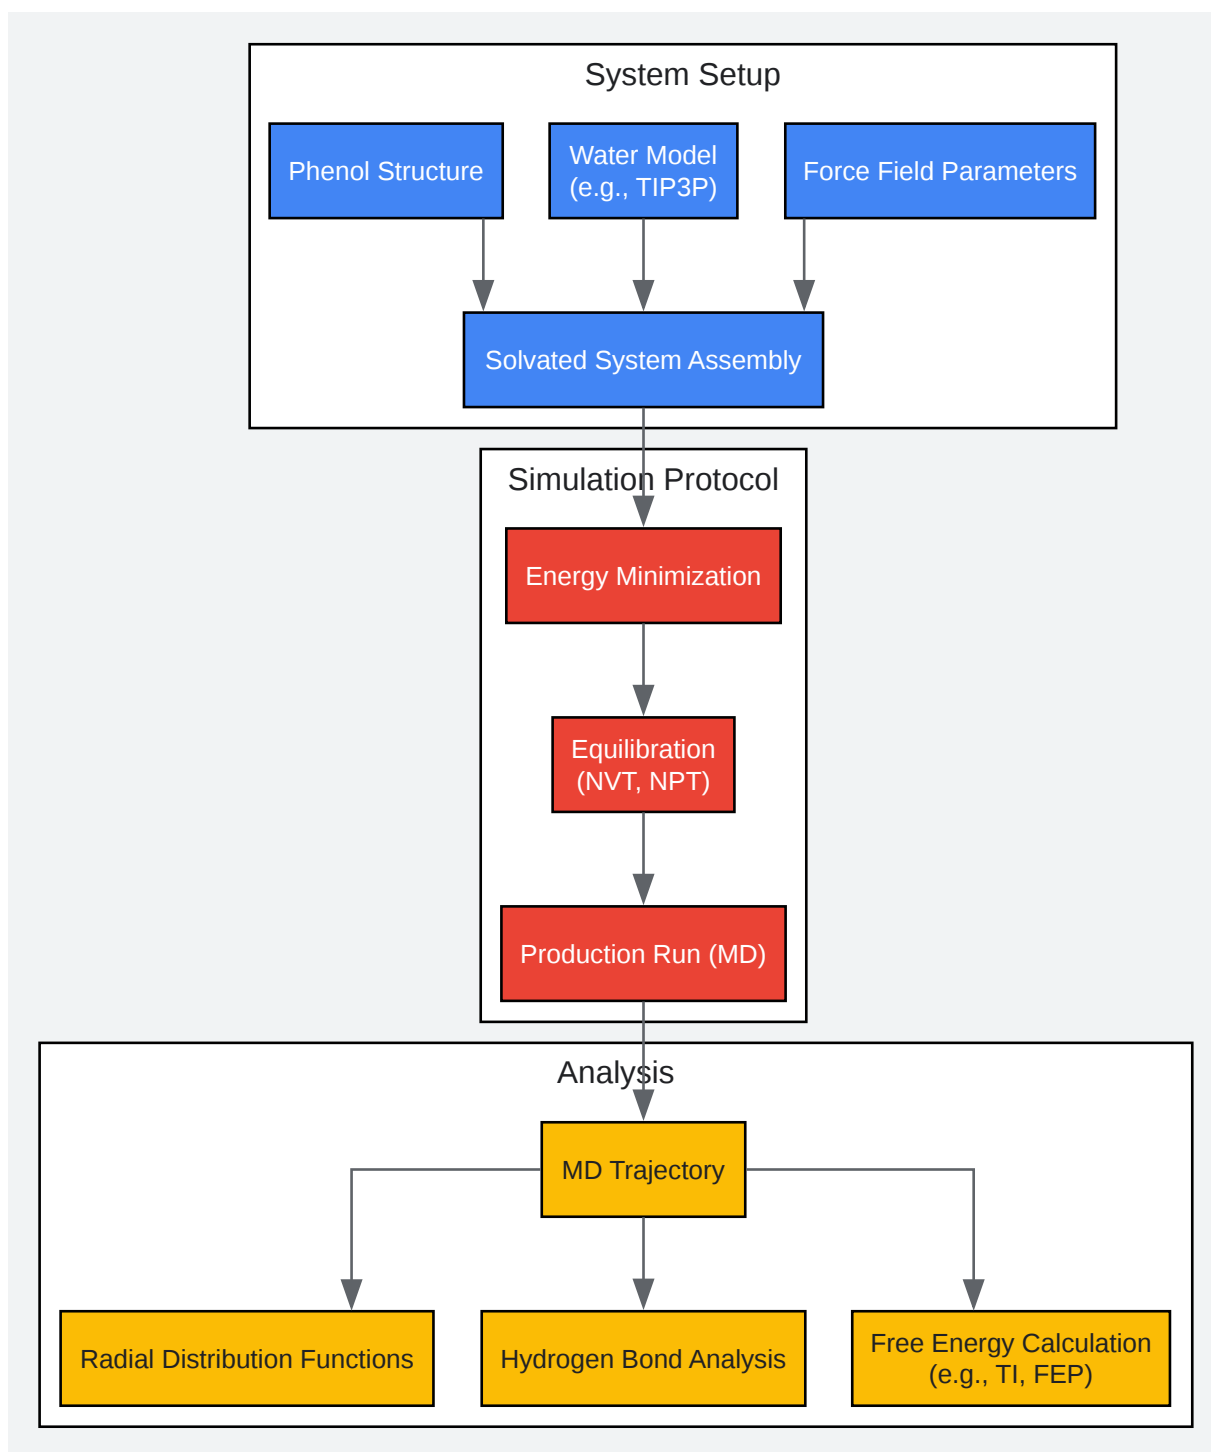 System Setup
Phenol Structure
Water Model
(e.g., TIP3P)
Force Field Parameters
Solvated System Assembly
Simulation Protocol
Energy Minimization
Equilibration
(NVT, NPT)
Production Run (MD)
Analysis
MD Trajectory
Radial Distribution Functions
Hydrogen Bond Analysis
Free Energy Calculation
(e.g., TI, FEP)